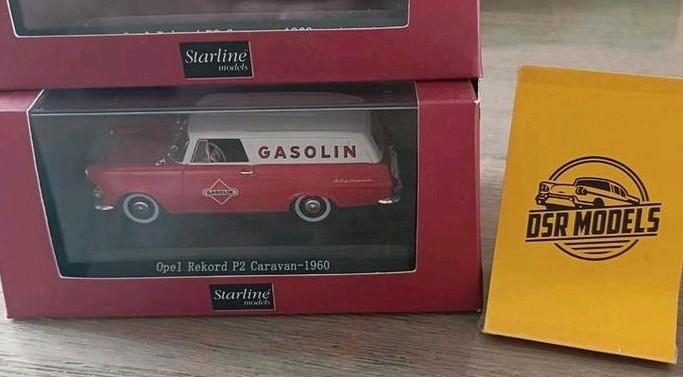 Starline
models
GASOLIN
GASOLIN
Opel Rekord P2 Caravan-1960
Starline
models
DSR MODELS